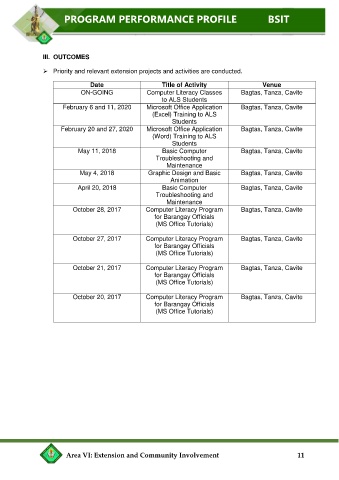 PROGRAM PERFORMANCE PROFILE BSIT
III. OUTCOMES
➢ Priority and relevant extension projects and activities are conducted.
Date Title of Activity Venue
ON-GOING Computer Literacy Classes Bagtas, Tanza, Cavite
to ALS Students
February 6 and 11, 2020 Microsoft Office Application Bagtas, Tanza, Cavite
(Excel) Training to ALS
Students
February 20 and 27, 2020 Microsoft Office Application Bagtas, Tanza, Cavite
(Word) Training to ALS
Students
May 11, 2018 Basic Computer Bagtas, Tanza, Cavite
Troubleshooting and
Maintenance
May 4, 2018 Graphic Design and Basic Bagtas, Tanza, Cavite
Animation
April 20, 2018 Basic Computer Bagtas, Tanza, Cavite
Troubleshooting and
Maintenance
October 28, 2017 Computer Literacy Program Bagtas, Tanza, Cavite
for Barangay Officials
(MS Office Tutorials)
October 27, 2017 Computer Literacy Program Bagtas, Tanza, Cavite
for Barangay Officials
(MS Office Tutorials)
October 21, 2017 Computer Literacy Program Bagtas, Tanza, Cavite
for Barangay Officials
(MS Office Tutorials)
October 20, 2017 Computer Literacy Program Bagtas, Tanza, Cavite
for Barangay Officials
(MS Office Tutorials)
Area VI: Extension and Community Involvement 11